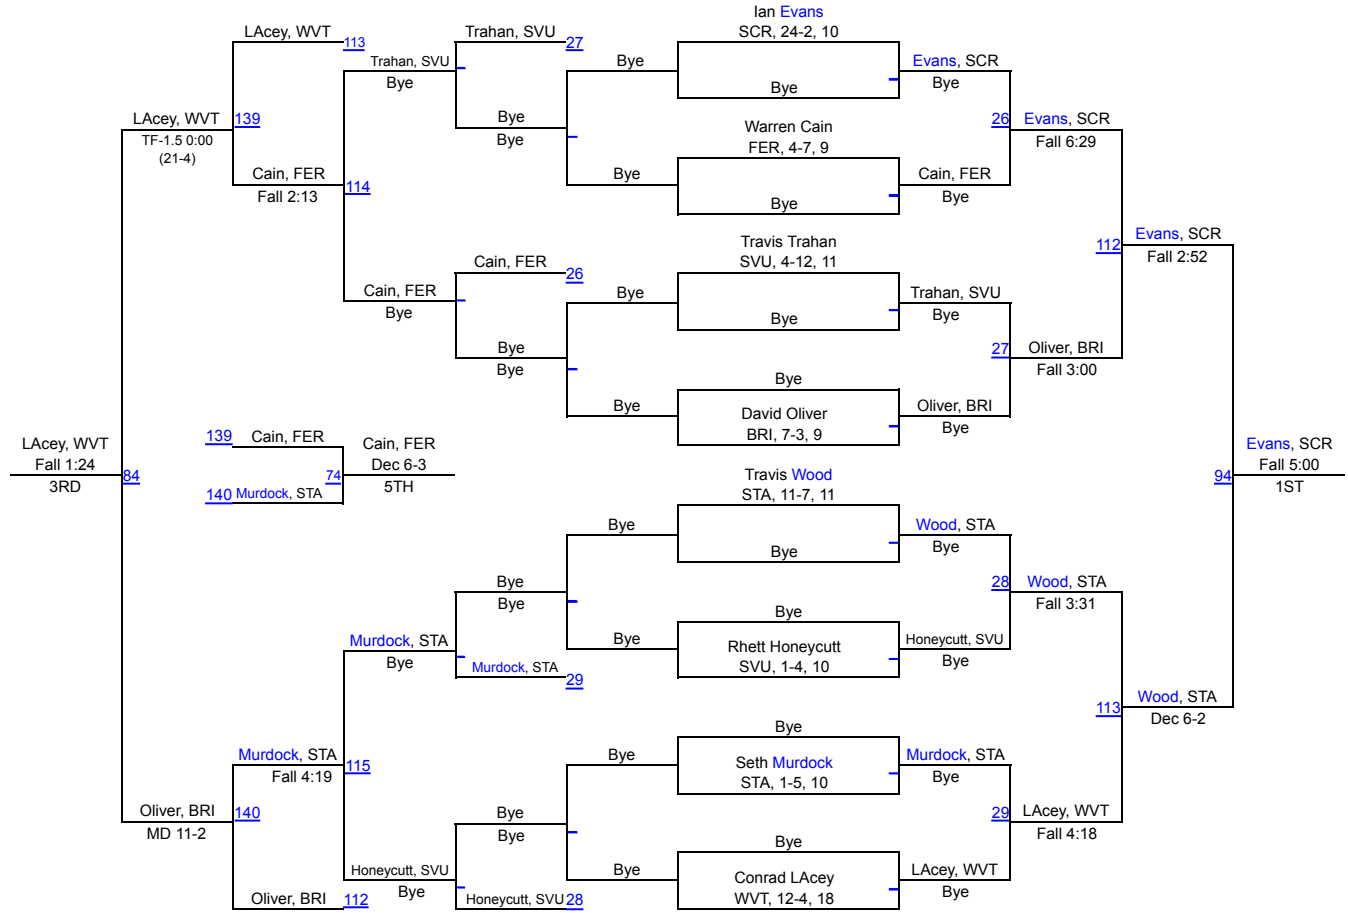 Ian Evans
SCR, 24-2, 10
Bye
Warren Cain
FER, 4-7, 9
Bye
Travis Trahan
SVU, 4-12, 11
Bye
Bye
David Oliver
BRI, 7-3, 9
Travis Wood
STA, 11-7, 11
Bye
Bye
Rhett Honeycutt
SVU, 1-4, 10
Bye
Seth Murdock
STA, 1-5, 10
Bye
Conrad LAcey
WVT, 12-4, 18
Evans, SCR
Bye
Cain, FER
Bye
Trahan, SVU
Bye
Oliver, BRI
Bye
Wood, STA
Bye
Honeycutt, SVU
Bye
Murdock, STA
Bye
LAcey, WVT
Bye
26
Evans, SCR
Fall 6:29
27
Oliver, BRI
Fall 3:00
28
Wood, STA
Fall 3:31
29
LAcey, WVT
Fall 4:18
112
Evans, SCR
Fall 2:52
113
Wood, STA
Dec 6-2
94
Evans, SCR
Fall 5:00
1ST
Bye
Bye
Bye
Bye
Bye
Bye
Bye
Bye
Trahan, SVU
27
Bye
Bye
Cain, FER
26
Bye
Bye
Bye
Bye
Murdock, STA
29
Bye
Bye
Honeycutt, SVU
28
Trahan, SVU
Bye
Cain, FER
Bye
Murdock, STA
Bye
Honeycutt, SVU
Bye
LAcey, WVT
113
Cain, FER
Fall 2:13
114
Murdock, STA
Fall 4:19
115
Oliver, BRI
112
LAcey, WVT
TF-1.5 0:00
(21-4)
139
Oliver, BRI
MD 11-2
140
LAcey, WVT
Fall 1:24
3RD
84
139
Cain, FER
140
Murdock, STA
74
Cain, FER
Dec 6-3
5TH